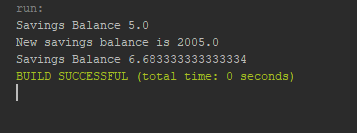 run:
Savings Balance 5.0
New savings balance is 2005.0
Savings Balance 6.683333333333334
BUILD SUCCESSFUL (total time: 0 seconds)